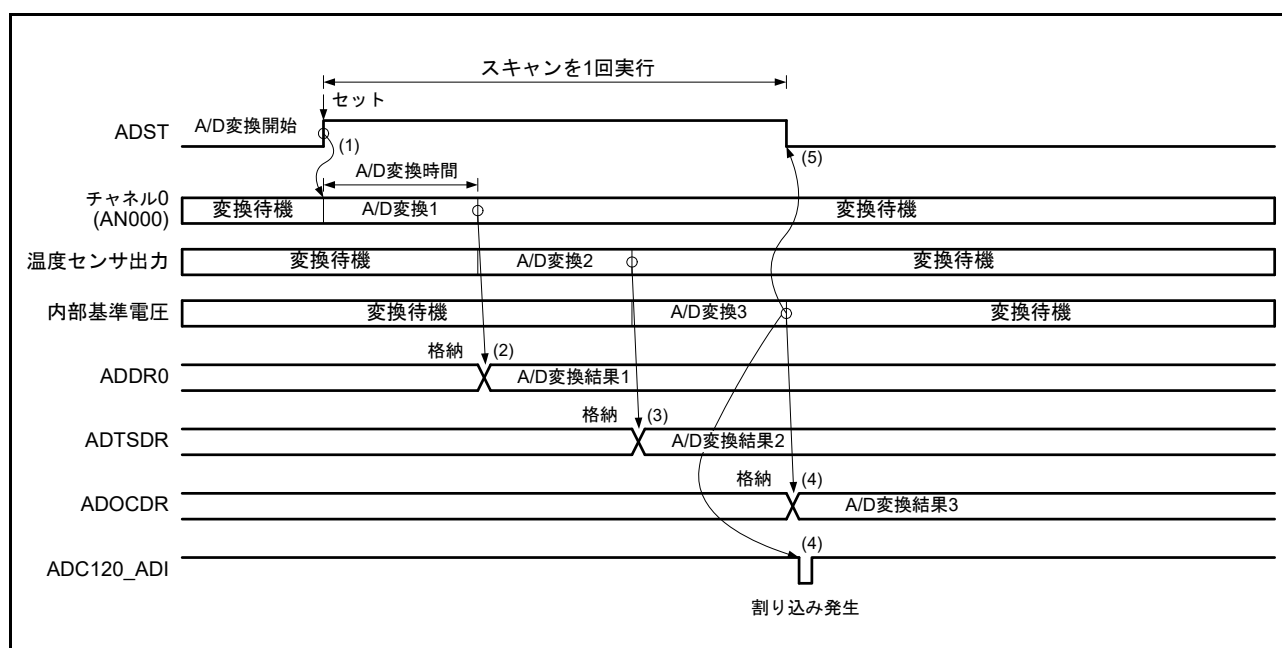 スキャンを1回実行
セット
ADST
A/D変換開始
(1)
(5)
A/D変換時間
チャネル0
(AN000)
変換待機
A/D変換1
変換待機
温度センサ出力
変換待機
A/D変換2
変換待機
内部基準電圧
変換待機
A/D変換3
変換待機
格納
(2)
ADDR0
A/D変換結果1
格納
(3)
ADTSDR
A/D変換結果2
格納
(4)
ADOCDR
A/D変換結果3
(4)
ADC120_ADI
割り込み発生